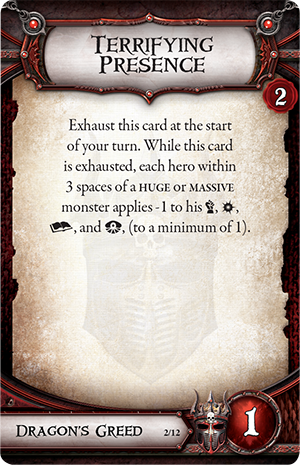 Terrifying
Presence
2
Exhaust this card at the start
of your turn. While this card
is exhausted, each hero within
3 spaces of a huge or massive
monster applies -1 to his , ,
, and , (to a minimum of 1).
Dragon's Greed 2/12 1